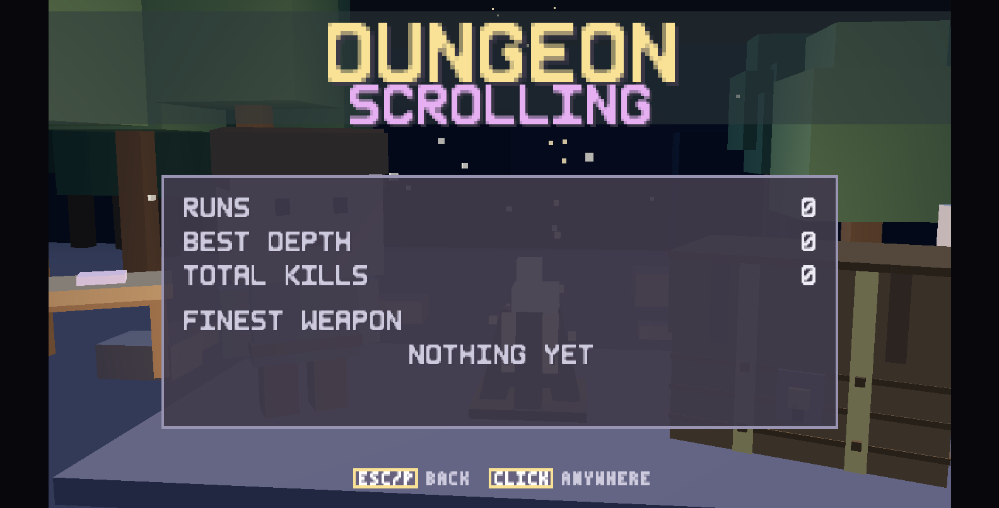 DUNGEON
SCROLLING
RUNS 0
BEST DEPTH 0
TOTAL KILLS 0
FINEST WEAPON
NOTHING YET
ESC/P BACK CLICK ANYWHERE